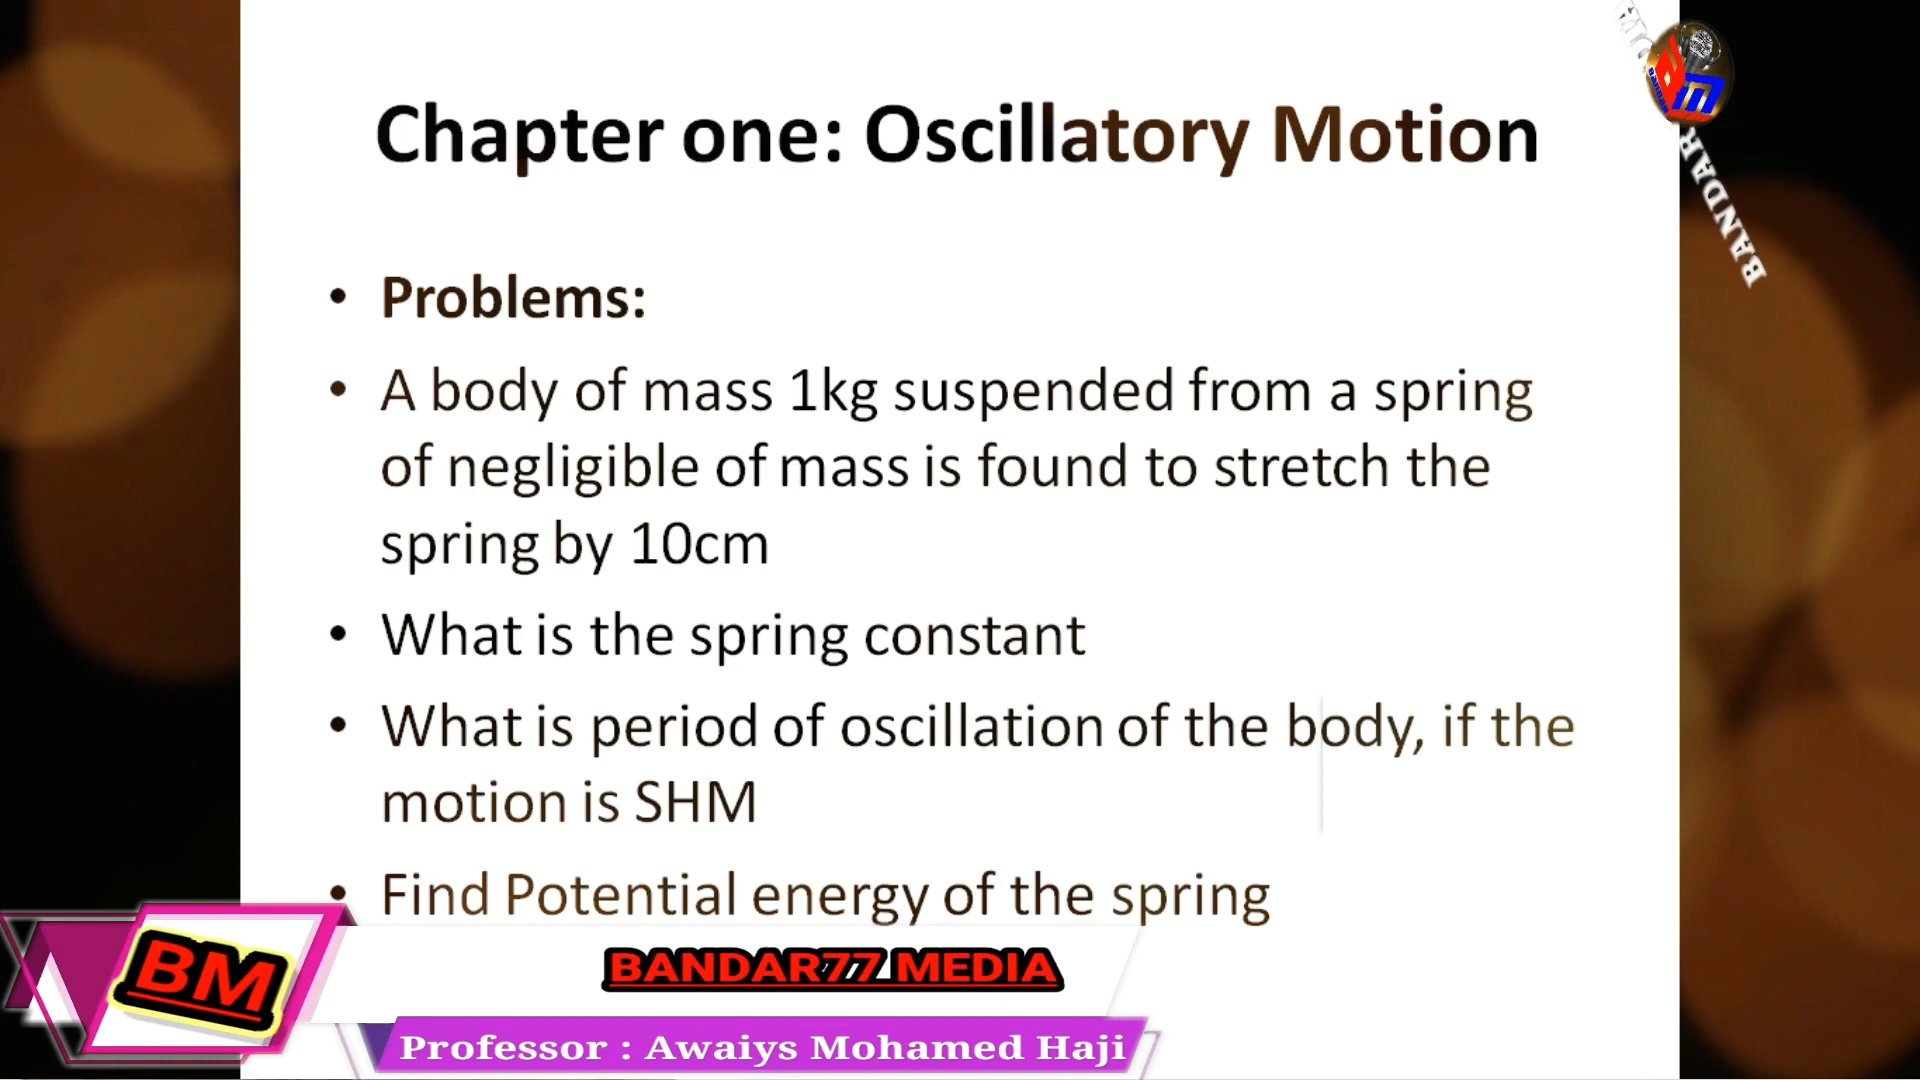 Chapter one: Oscillatory Motion
• Problems:
• A body of mass 1kg suspended from a spring
of negligible of mass is found to stretch the
spring by 10cm
• What is the spring constant
• What is period of oscillation of the body, if the
motion is SHM
• Find Potential energy of the spring
BM
BANDAR77 MEDIA
Professor : Awaiys Mohamed Haji
BANDAR